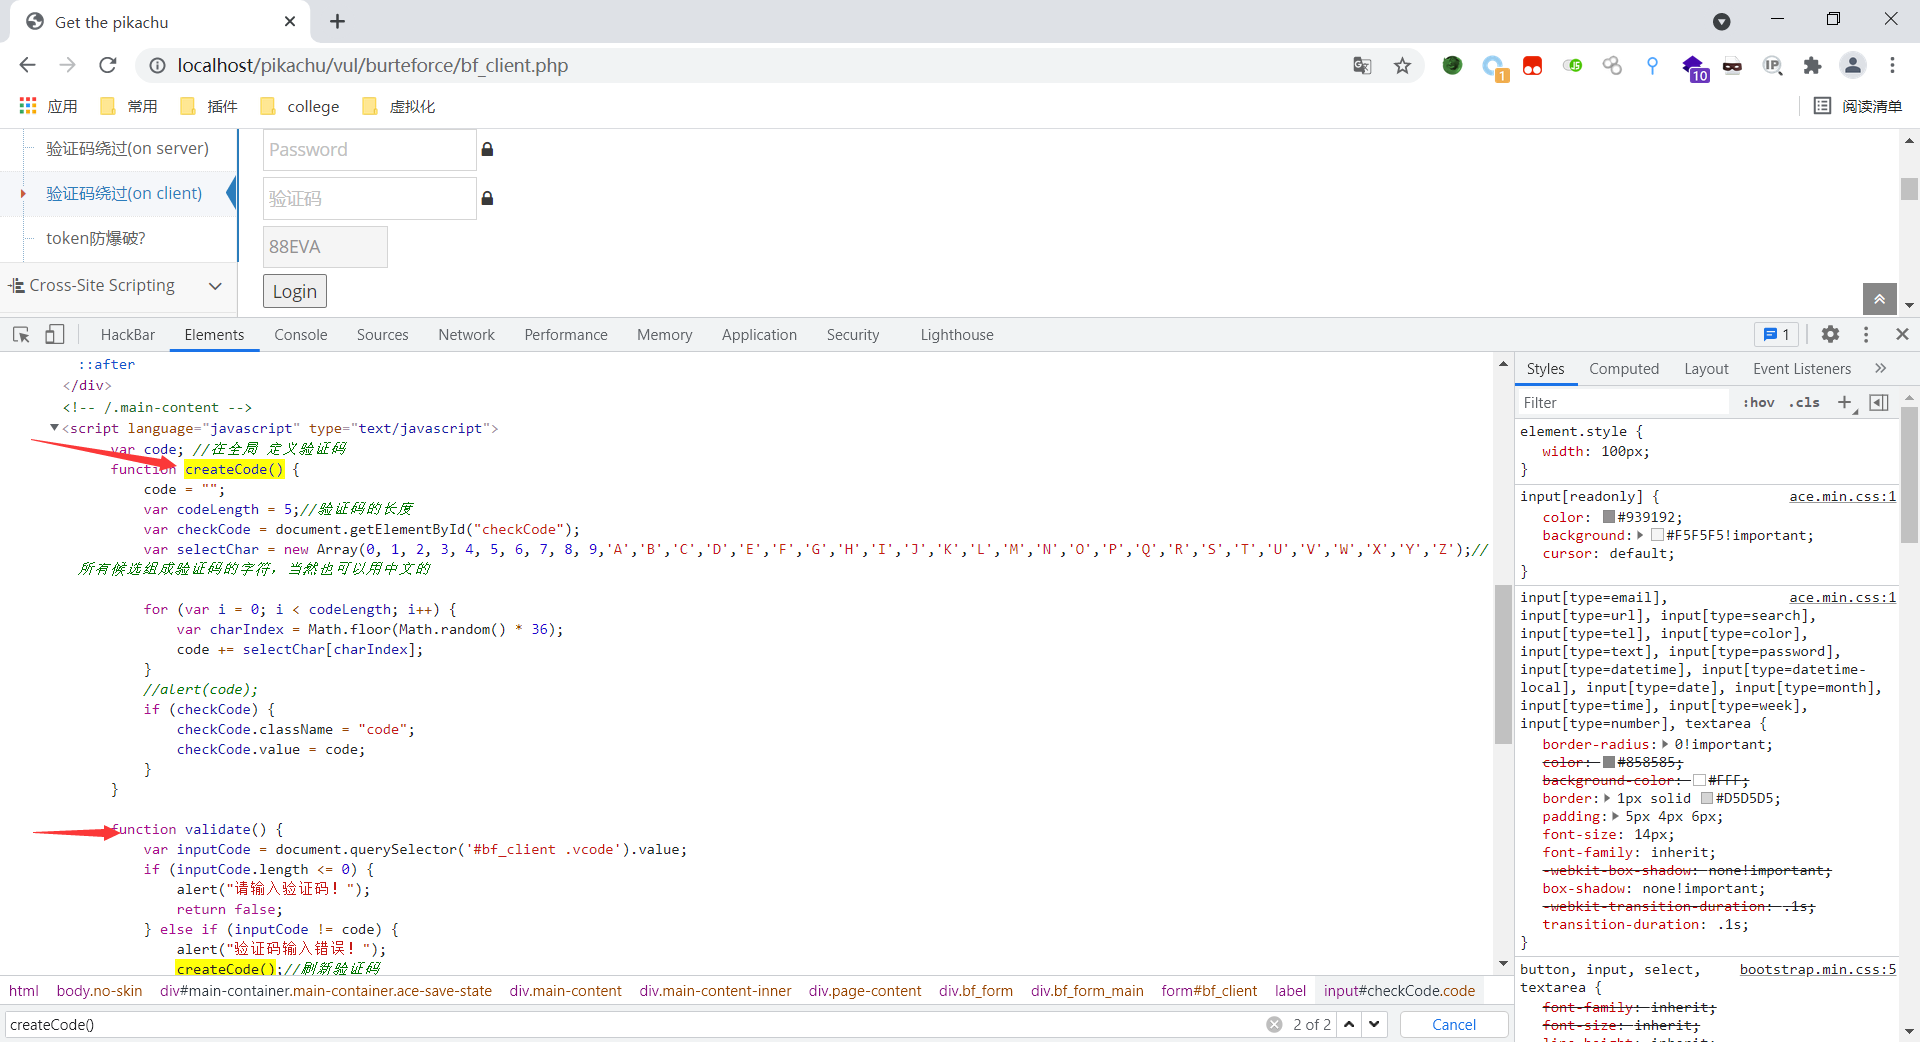 Get the pikachu
localhost/pikachu/vul/burteforce/bf_client.php
1
10
应用 常用 插件 college 虚拟化 阅读清单
验证码绕过(on server)
验证码绕过(on client)
token防爆破?
Cross-Site Scripting
Password
验证码
88EVA
Login
HackBar Elements Console Sources Network Performance Memory Application Security Lighthouse 1
::after
</div>
<!-- /.main-content -->
<script language="javascript" type="text/javascript">
var code; //在全局 定义验证码
function createCode() {
code = "";
var codeLength = 5;//验证码的长度
var checkCode = document.getElementById("checkCode");
var selectChar = new Array(0, 1, 2, 3, 4, 5, 6, 7, 8, 9,'A','B','C','D','E','F','G','H','I','J','K','L','M','N','O','P','Q','R','S','T','U','V','W','X','Y','Z');//
所有候选组成验证码的字符，当然也可以用中文的
for (var i = 0; i < codeLength; i++) {
var charIndex = Math.floor(Math.random() * 36);
code += selectChar[charIndex];
}
//alert(code);
if (checkCode) {
checkCode.className = "code";
checkCode.value = code;
}
}
function validate() {
var inputCode = document.querySelector('#bf_client .vcode').value;
if (inputCode.length <= 0) {
alert("请输入验证码！");
return false;
} else if (inputCode != code) {
alert("验证码输入错误！");
createCode();//刷新验证码
html body.no-skin div#main-container.main-container.ace-save-state div.main-content div.main-content-inner div.page-content div.bf_form div.bf_form_main form#bf_client label input#checkCode.code
createCode() 2 of 2 Cancel
Styles Computed Layout Event Listeners
Filter :hov .cls
element.style {
width: 100px;
}
input[readonly] { ace.min.css:1
color: #939192;
background: #F5F5F5!important;
cursor: default;
}
input[type=email], ace.min.css:1
input[type=url], input[type=search],
input[type=tel], input[type=color],
input[type=text], input[type=password],
input[type=datetime], input[type=datetime-
local], input[type=date], input[type=month],
input[type=time], input[type=week],
input[type=number], textarea {
border-radius: 0!important;
color: #858585;
background-color: #FFF;
border: 1px solid #D5D5D5;
padding: 5px 4px 6px;
font-size: 14px;
font-family: inherit;
-webkit-box-shadow: none!important;
box-shadow: none!important;
-webkit-transition-duration: .1s;
transition-duration: .1s;
}
button, input, select, bootstrap.min.css:5
textarea {
font-family: inherit;
font-size: inherit;